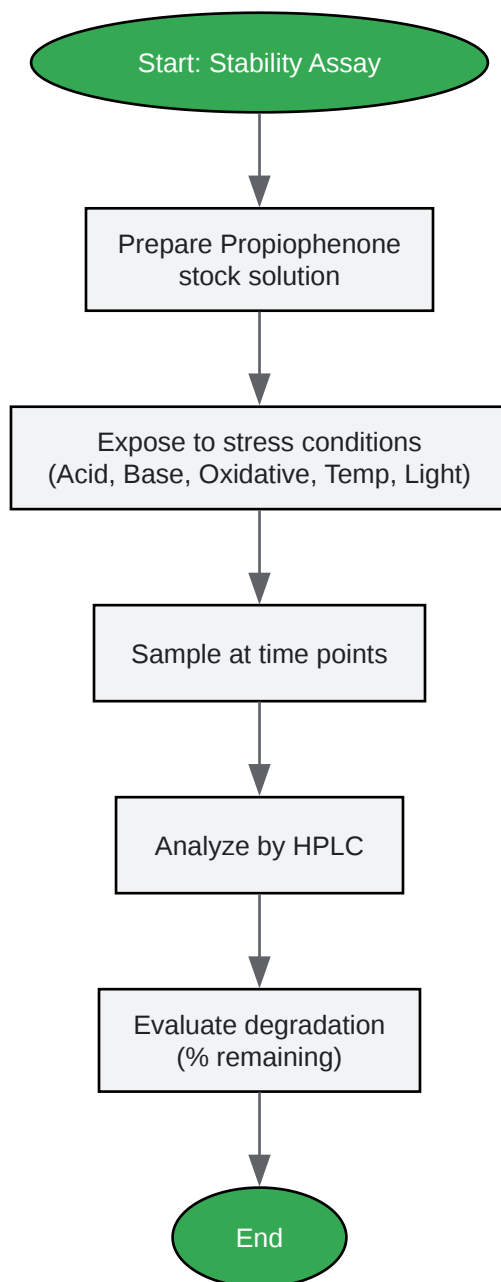 Start: Stability Assay
Prepare Propiophenone
stock solution
Expose to stress conditions
(Acid, Base, Oxidative, Temp, Light)
Sample at time points
Analyze by HPLC
Evaluate degradation
(% remaining)
End